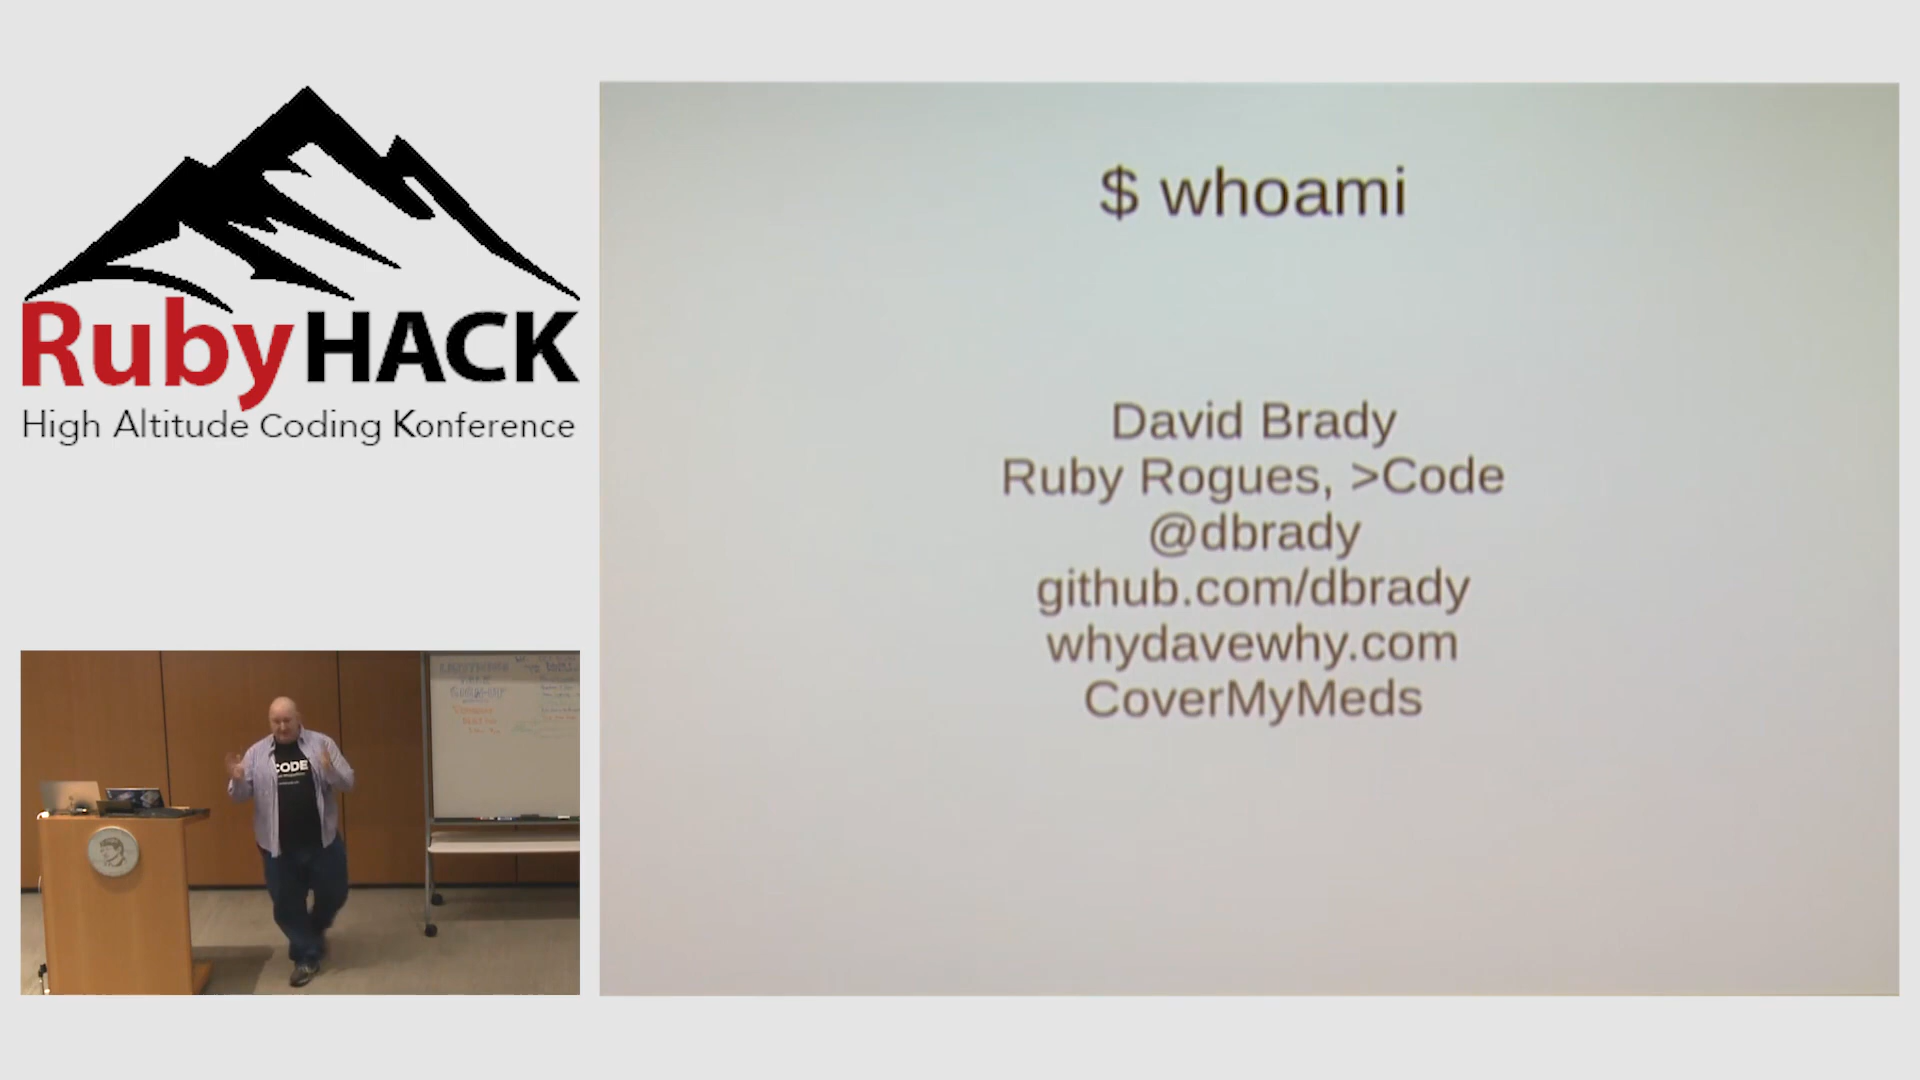 RubyHACK
High Altitude Coding Konference
$ whoami
David Brady
Ruby Rogues, >Code
@dbrady
github.com/dbrady
whydavewhy.com
CoverMyMeds
CODE